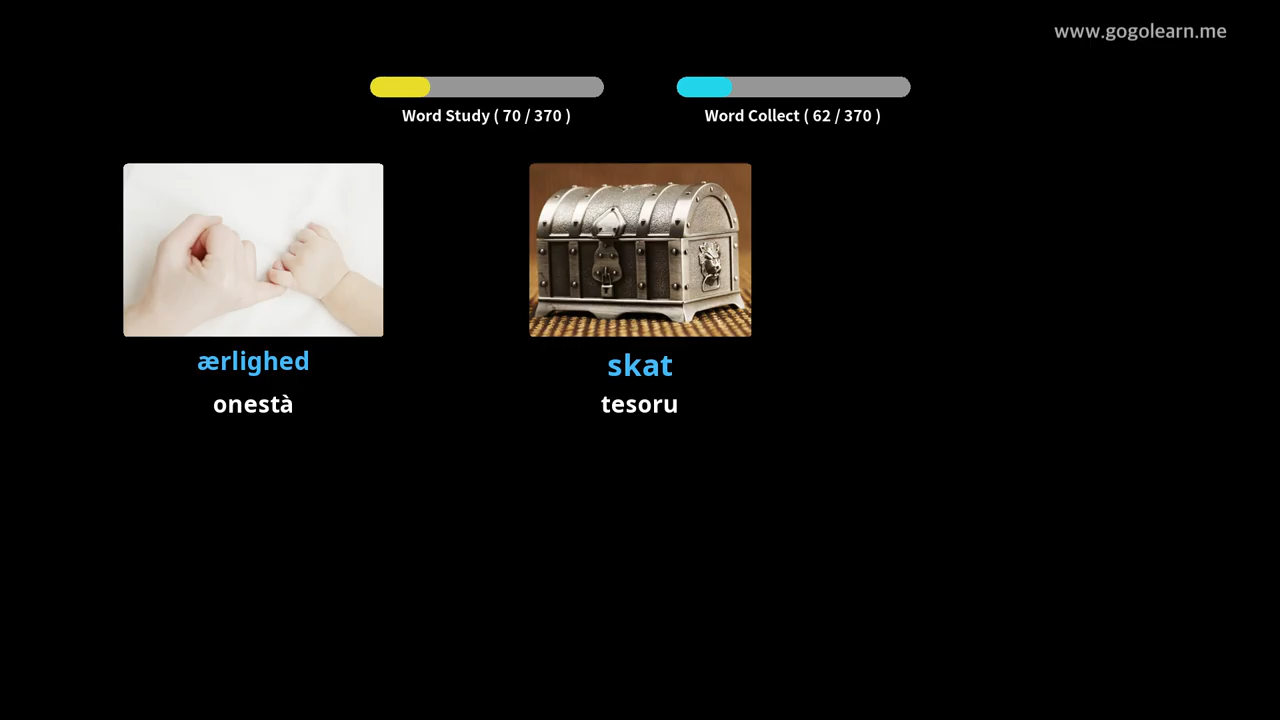 www.gogolearn.me
Word Study ( 70 / 370 )
Word Collect ( 62 / 370 )
ærlighed
onestà
skat
tesoru